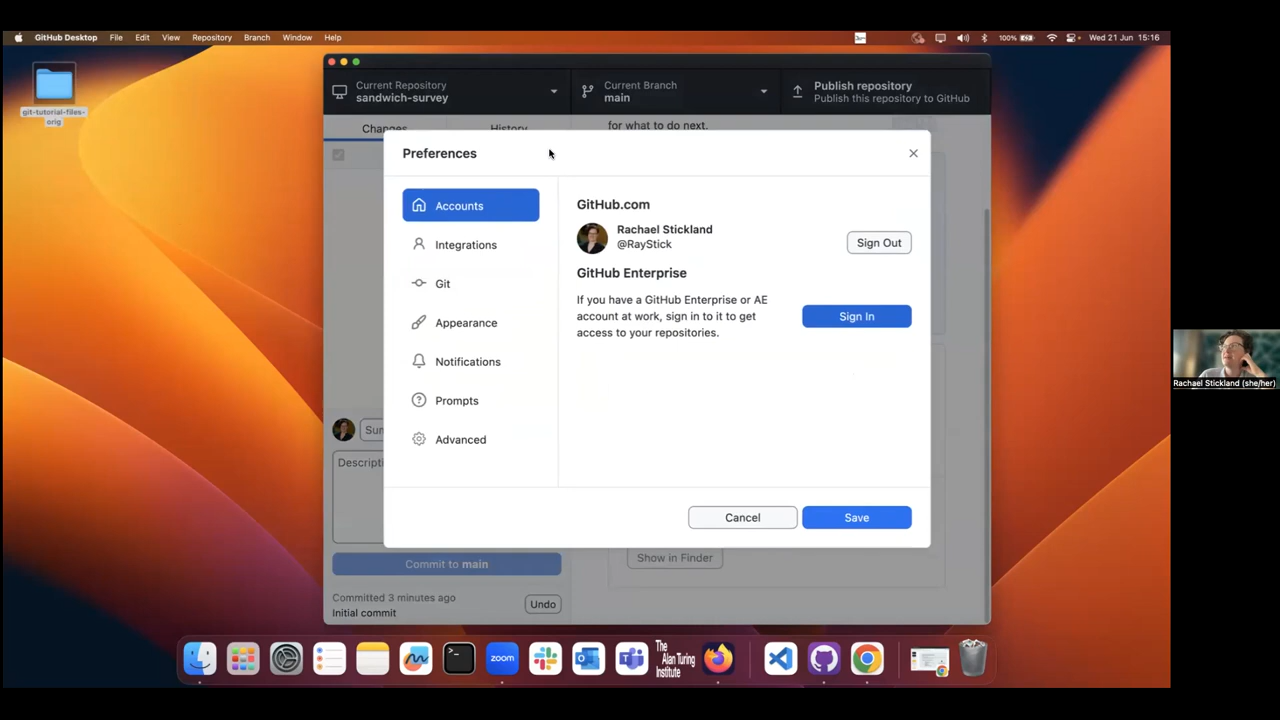 GitHub Desktop File Edit View Repository Branch Window Help
100% Wed 21 Jun 15:16
git-tutorial-files-
orig
Current Repository
sandwich-survey
Current Branch
main
Publish repository
Publish this repository to GitHub
Changes
History
for what to do next.
Preferences
Accounts
Integrations
Git
Appearance
Notifications
Prompts
Advanced
GitHub.com
Rachael Stickland
@RayStick
Sign Out
GitHub Enterprise
If you have a GitHub Enterprise or AE
account at work, sign in to it to get
access to your repositories.
Sign In
Cancel
Save
Sum
Descripti
Show in Finder
Commit to main
Committed 3 minutes ago
Initial commit
Undo
zoom
The
Alan Turing
Institute
Rachael Stickland (she/her)